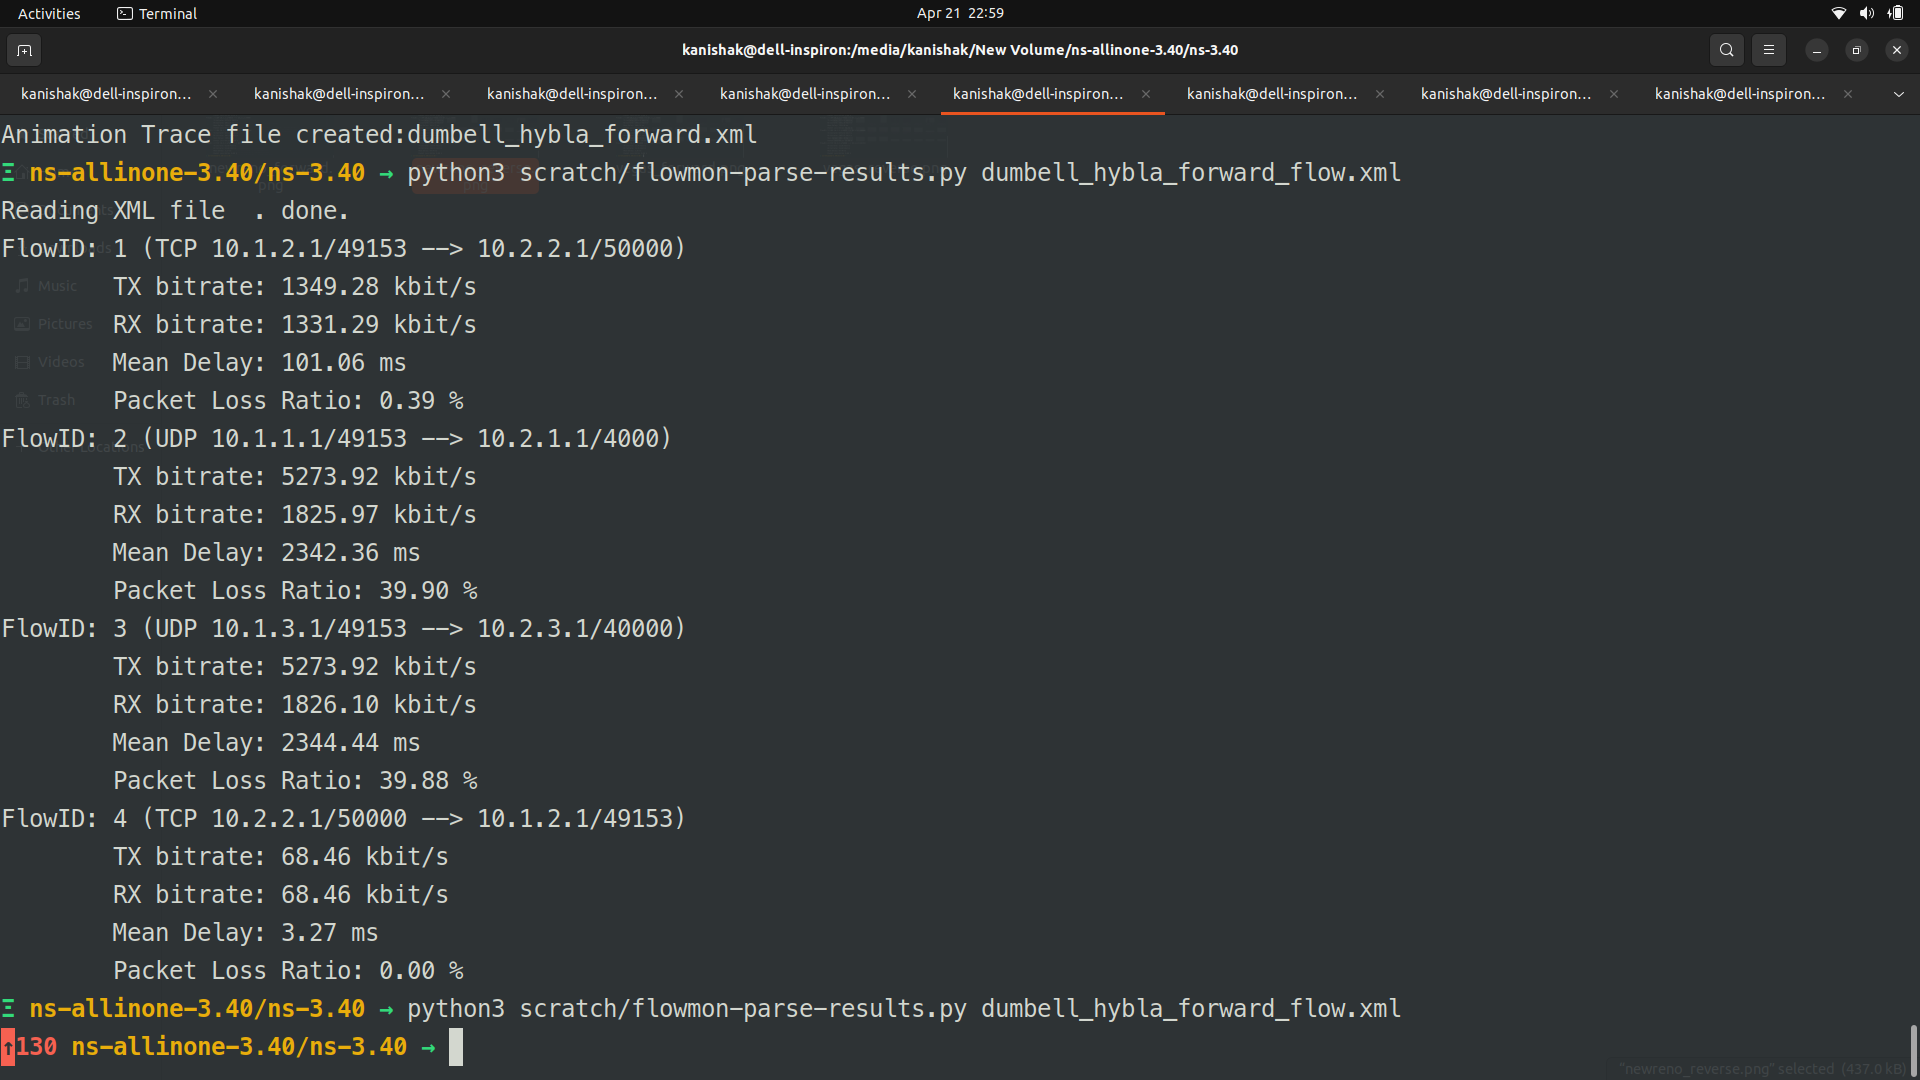 Activities
Terminal
Apr 21 22:59
kanishak@dell-inspiron:/media/kanishak/New Volume/ns-allinone-3.40/ns-3.40
kanishak@dell-inspiron... × kanishak@dell-inspiron... × kanishak@dell-inspiron... × kanishak@dell-inspiron... × kanishak@dell-inspiron... × kanishak@dell-inspiron... × kanishak@dell-inspiron... × kanishak@dell-inspiron... ×
Animation Trace file created:dumbell_hybla_forward.xml
Ξ ns-allinone-3.40/ns-3.40 → python3 scratch/flowmon-parse-results.py dumbell_hybla_forward_flow.xml
png
png
Reading XML file . done.
FlowID: 1 (TCP 10.1.2.1/49153 --> 10.2.2.1/50000)
Music
TX bitrate: 1349.28 kbit/s
Pictures
RX bitrate: 1331.29 kbit/s
Videos
Mean Delay: 101.06 ms
Trash
Packet Loss Ratio: 0.39 %
FlowID: 2 (UDP 10.1.1.1/49153 --> 10.2.1.1/4000)
Other Locations
TX bitrate: 5273.92 kbit/s
RX bitrate: 1825.97 kbit/s
Mean Delay: 2342.36 ms
Packet Loss Ratio: 39.90 %
FlowID: 3 (UDP 10.1.3.1/49153 --> 10.2.3.1/40000)
TX bitrate: 5273.92 kbit/s
RX bitrate: 1826.10 kbit/s
Mean Delay: 2344.44 ms
Packet Loss Ratio: 39.88 %
FlowID: 4 (TCP 10.2.2.1/50000 --> 10.1.2.1/49153)
TX bitrate: 68.46 kbit/s
RX bitrate: 68.46 kbit/s
Mean Delay: 3.27 ms
Packet Loss Ratio: 0.00 %
Ξ ns-allinone-3.40/ns-3.40 → python3 scratch/flowmon-parse-results.py dumbell_hybla_forward_flow.xml
↑130 ns-allinone-3.40/ns-3.40 →
"newreno_reverse.png" selected (437.0 kB)